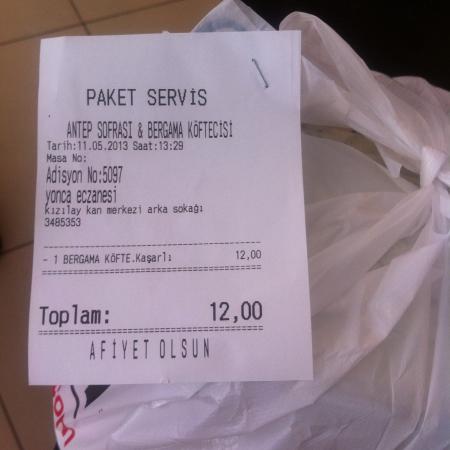 PAKET SERVİS
ANTEP SOFRASI & BERGAMA KÖFTECİSİ
Tarih:11.05.2013 Saat:13:29
Masa No:
Adisyon No:5097
yonca eczanesi
kızılay kan merkezi arka sokağı
3485353
- 1 BERGAMA KÖFTE.Kaşarlı 12,00
Toplam: 12,00
AFİYET OLSUN